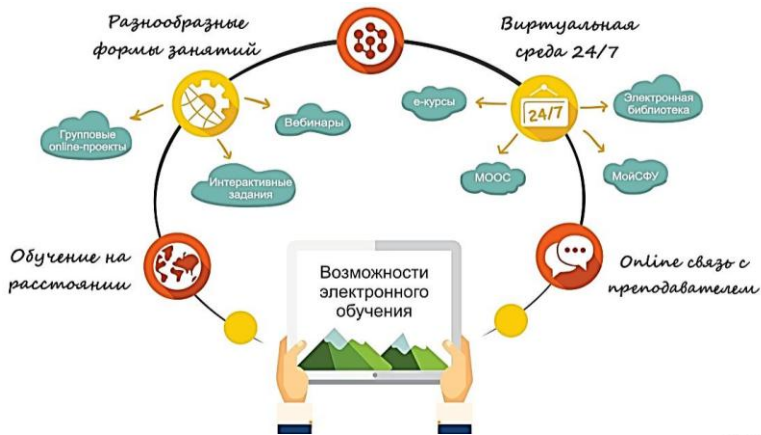 Разнообразные
формы занятий
Виртуальная
среда 24/7
Групповые
online-проекты
Вебинары
Интерактивные
задания
е-курсы
24/7
Электронная
библиотека
МООС
МойСФУ
Обучение на
расстоянии
Возможности
электронного
обучения
Online связь с
преподавателем